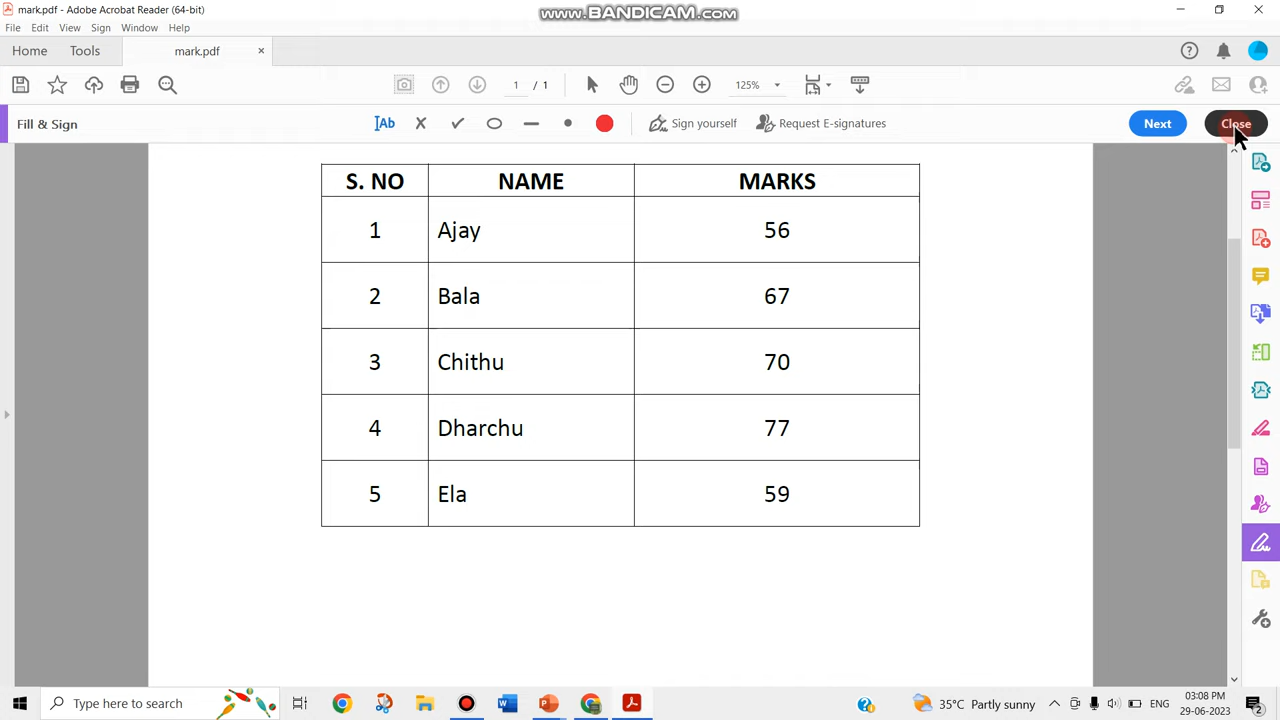 mark.pdf - Adobe Acrobat Reader (64-bit)
WWW.BANDICAM.COM
File Edit View Sign Window Help
Home Tools mark.pdf
1 / 1 125%
Fill & Sign Ab Sign yourself Request E-signatures Next Close
S. NO NAME MARKS
1 Ajay 56
2 Bala 67
3 Chithu 70
4 Dharchu 77
5 Ela 59
Type here to search 35°C Partly sunny ENG 03:08 PM
29-06-2023 2